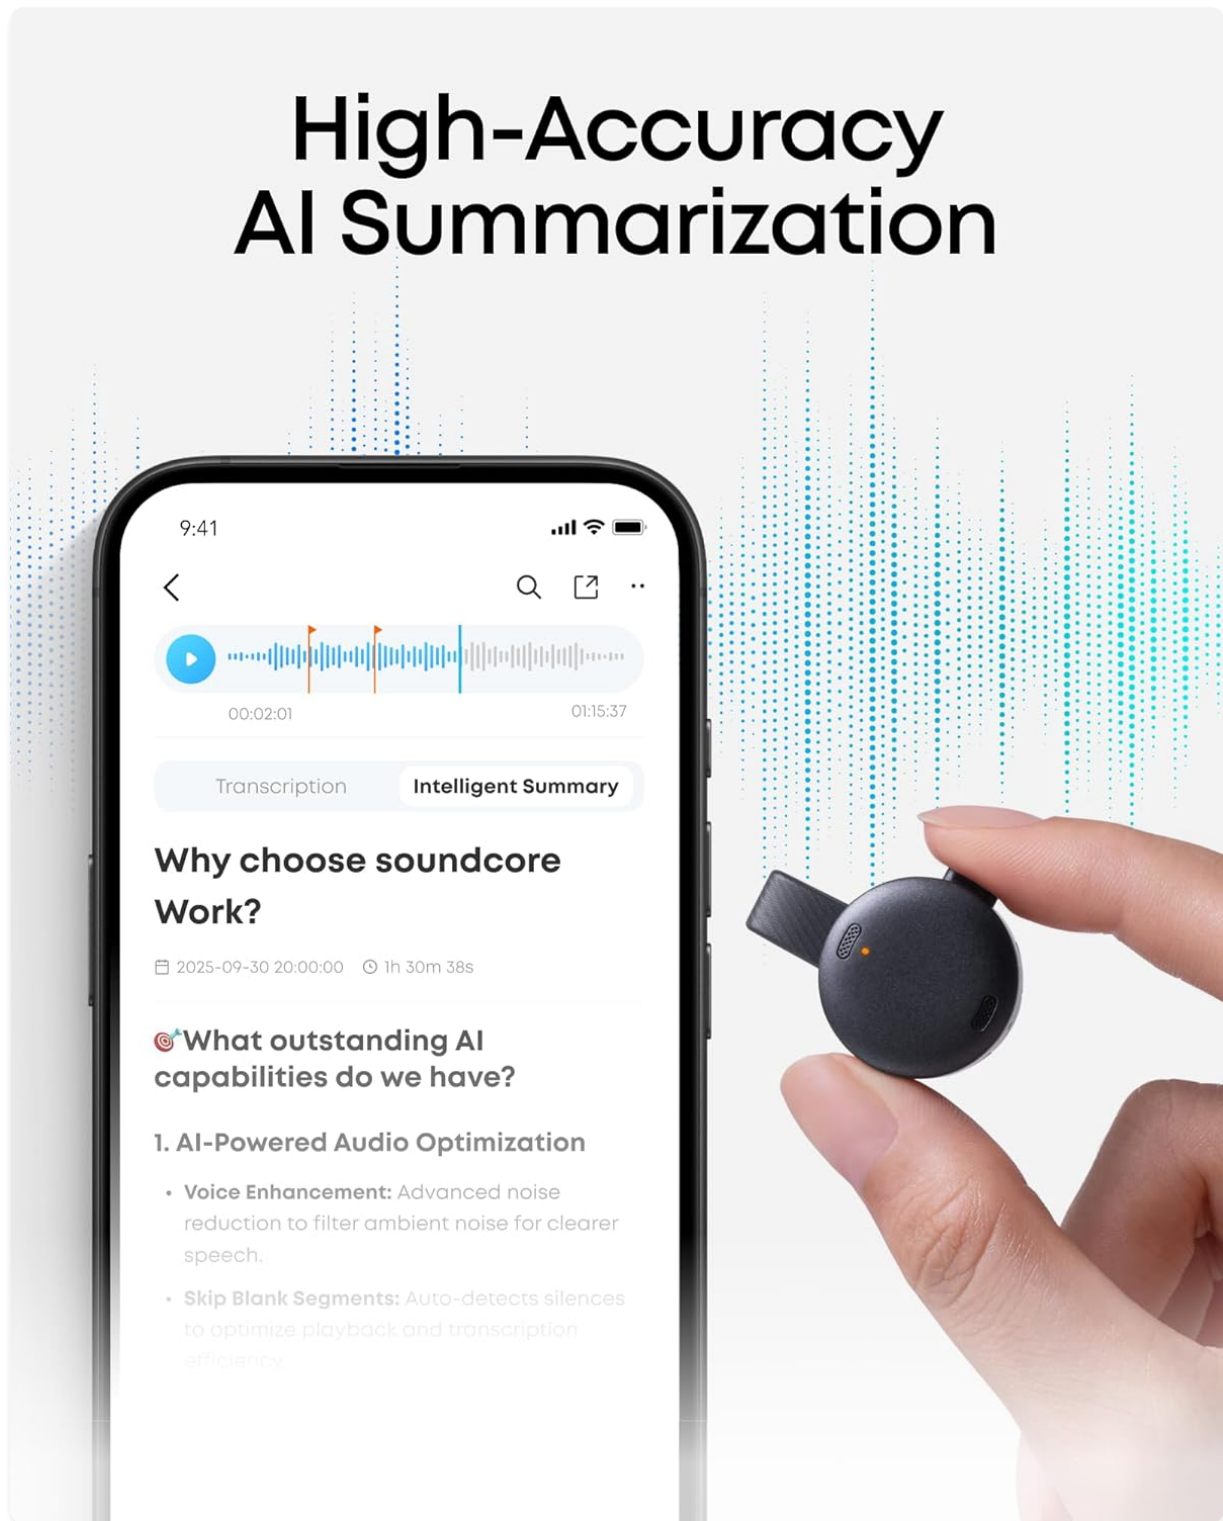 High-Accuracy
AI Summarization
9:41
00:02:01
01:15:37
Transcription
Intelligent Summary
Why choose soundcore
Work?
2025-09-30 20:00:00
1h 30m 38s
🎯What outstanding AI
capabilities do we have?
1. AI-Powered Audio Optimization
• Voice Enhancement: Advanced noise
reduction to filter ambient noise for clearer
speech.
• Skip Blank Segments: Auto-detects silences
to optimize playback and transcription
efficiency.